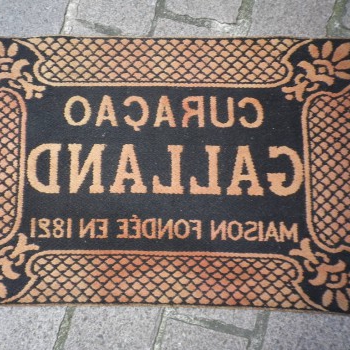 CURAÇAO
GALLAND
MAISON FONDÉE EN 1821